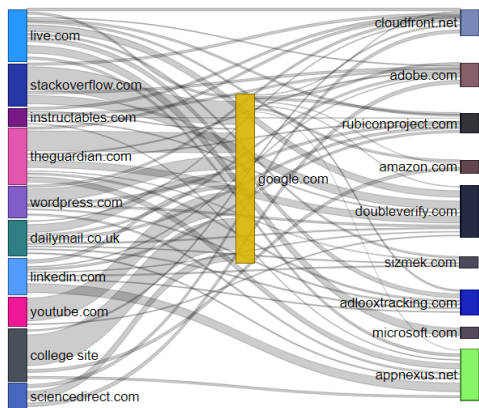 live.com
stackoverflow.com
instructables.com
theguardian.com
wordpress.com
dailymail.co.uk
linkedin.com
youtube.com
college site
sciencedirect.com
google.com
cloudfront.net
adobe.com
rubiconproject.com
amazon.com
doubleverify.com
sizmek.com
adlooxtracking.com
microsoft.com
appnexus.net